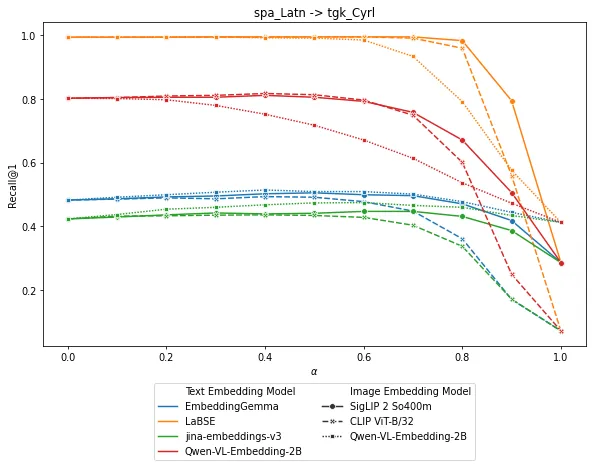 spa_Latn -> tgk_Cyrl
1.0
0.8
0.6
0.4
0.2
Recall@1
0.0 0.2 0.4 0.6 0.8 1.0
α
Text Embedding Model Image Embedding Model
EmbeddingGemma SigLIP 2 So400m
LaBSE CLIP ViT-B/32
jina-embeddings-v3 Qwen-VL-Embedding-2B
Qwen-VL-Embedding-2B